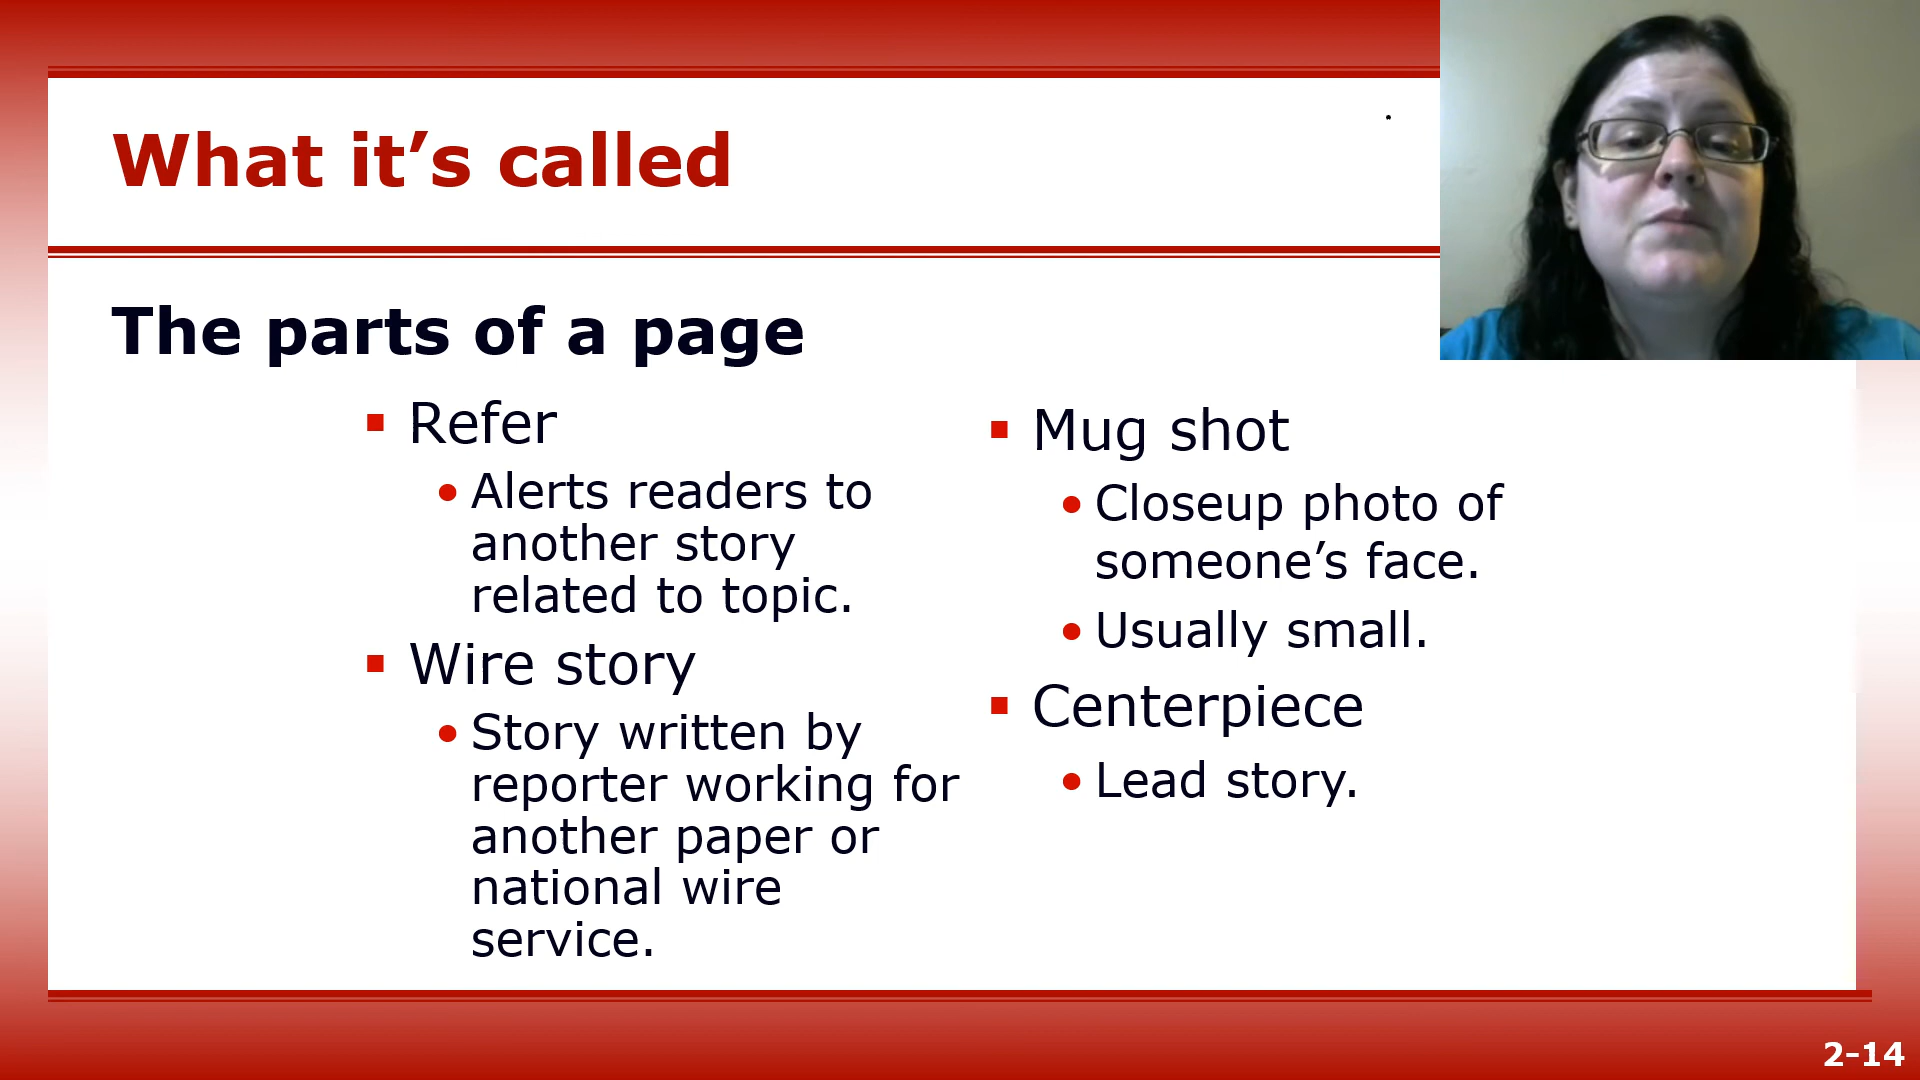 What it’s called
The parts of a page
Refer
Alerts readers to
another story
related to topic.
Wire story
Story written by
reporter working for
another paper or
national wire
service.
Mug shot
Closeup photo of
someone’s face.
Usually small.
Centerpiece
Lead story.
2-14